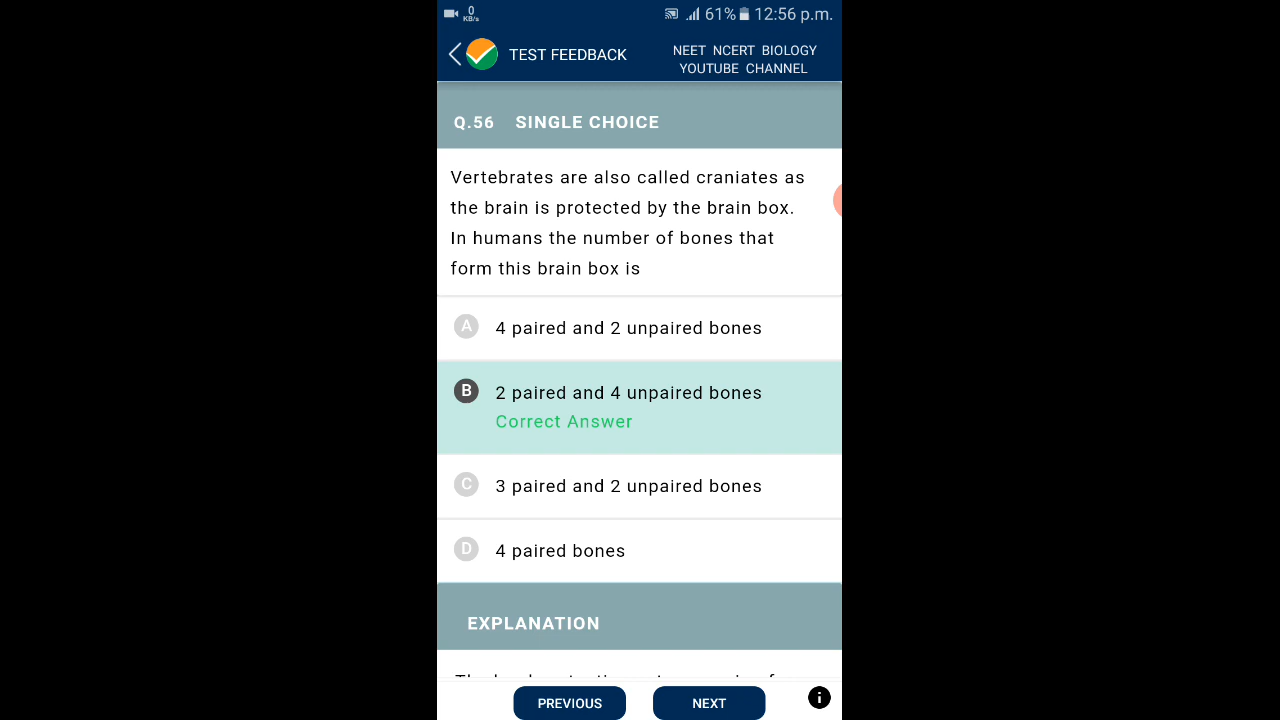 0
KB/s
61% 12:56 p.m.
TEST FEEDBACK
NEET NCERT BIOLOGY
YOUTUBE CHANNEL
Q.56 SINGLE CHOICE
Vertebrates are also called craniates as
the brain is protected by the brain box.
In humans the number of bones that
form this brain box is
A 4 paired and 2 unpaired bones
B 2 paired and 4 unpaired bones
Correct Answer
C 3 paired and 2 unpaired bones
D 4 paired bones
EXPLANATION
PREVIOUS NEXT